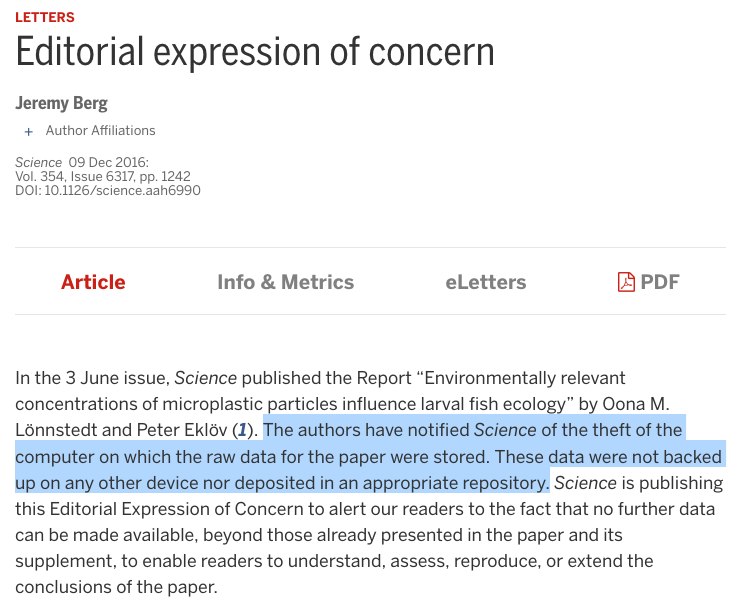 LETTERS
Editorial expression of concern
Jeremy Berg
+ Author Affiliations
Science 09 Dec 2016:
Vol. 354, Issue 6317, pp. 1242
DOI: 10.1126/science.aah6990
Article Info & Metrics eLetters PDF
In the 3 June issue, Science published the Report “Environmentally relevant
concentrations of microplastic particles influence larval fish ecology” by Oona M.
Lönnstedt and Peter Eklöv (1). The authors have notified Science of the theft of the
computer on which the raw data for the paper were stored. These data were not backed
up on any other device nor deposited in an appropriate repository. Science is publishing
this Editorial Expression of Concern to alert our readers to the fact that no further data
can be made available, beyond those already presented in the paper and its
supplement, to enable readers to understand, assess, reproduce, or extend the
conclusions of the paper.